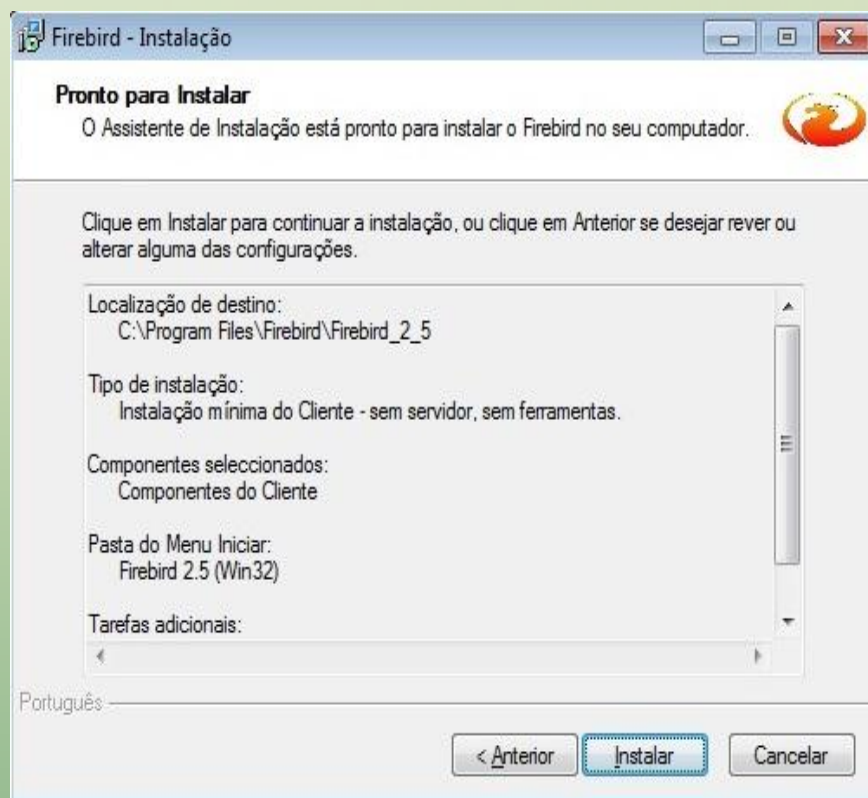 Firebird - Instalação
Pronto para Instalar
O Assistente de Instalação está pronto para instalar o Firebird no seu computador.
Clique em Instalar para continuar a instalação, ou clique em Anterior se desejar rever ou
alterar alguma das configurações.
Localização de destino:
C:\Program Files\Firebird\Firebird_2_5
Tipo de instalação:
Instalação mínima do Cliente - sem servidor, sem ferramentas.
Componentes seleccionados:
Componentes do Cliente
Pasta do Menu Iniciar:
Firebird 2.5 (Win32)
Tarefas adicionais:
Português
< Anterior
Instalar
Cancelar